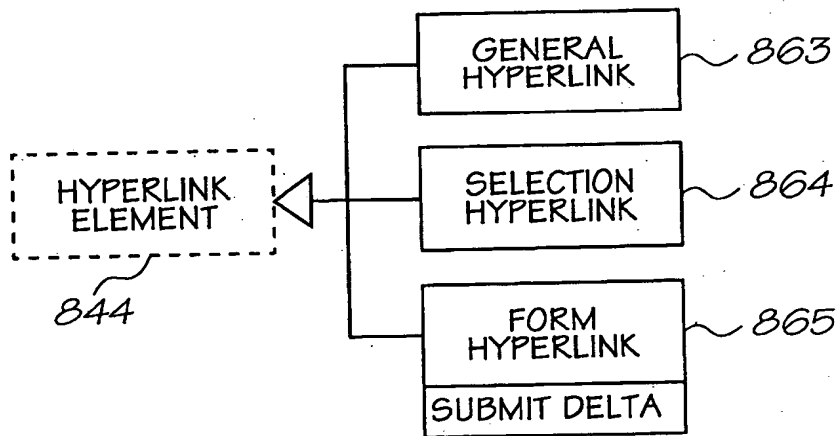 GENERAL
HYPERLINK
863
HYPERLINK
ELEMENT
844
SELECTION
HYPERLINK
864
FORM
HYPERLINK
865
SUBMIT DELTA